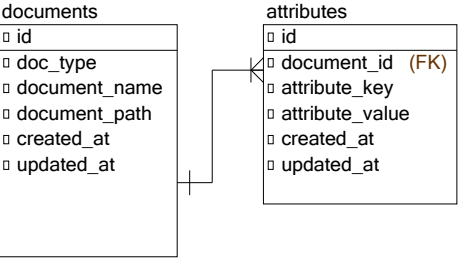 documents
id
doc_type
document_name
document_path
created_at
updated_at
attributes
id
document_id (FK)
attribute_key
attribute_value
created_at
updated_at